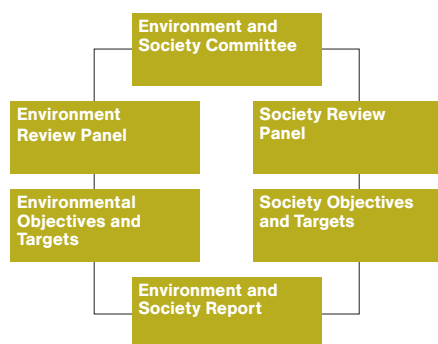 Environment and
Society Committee
Environment
Review Panel
Society Review
Panel
Environmental
Objectives and
Targets
Society Objectives
and Targets
Environment and
Society Report